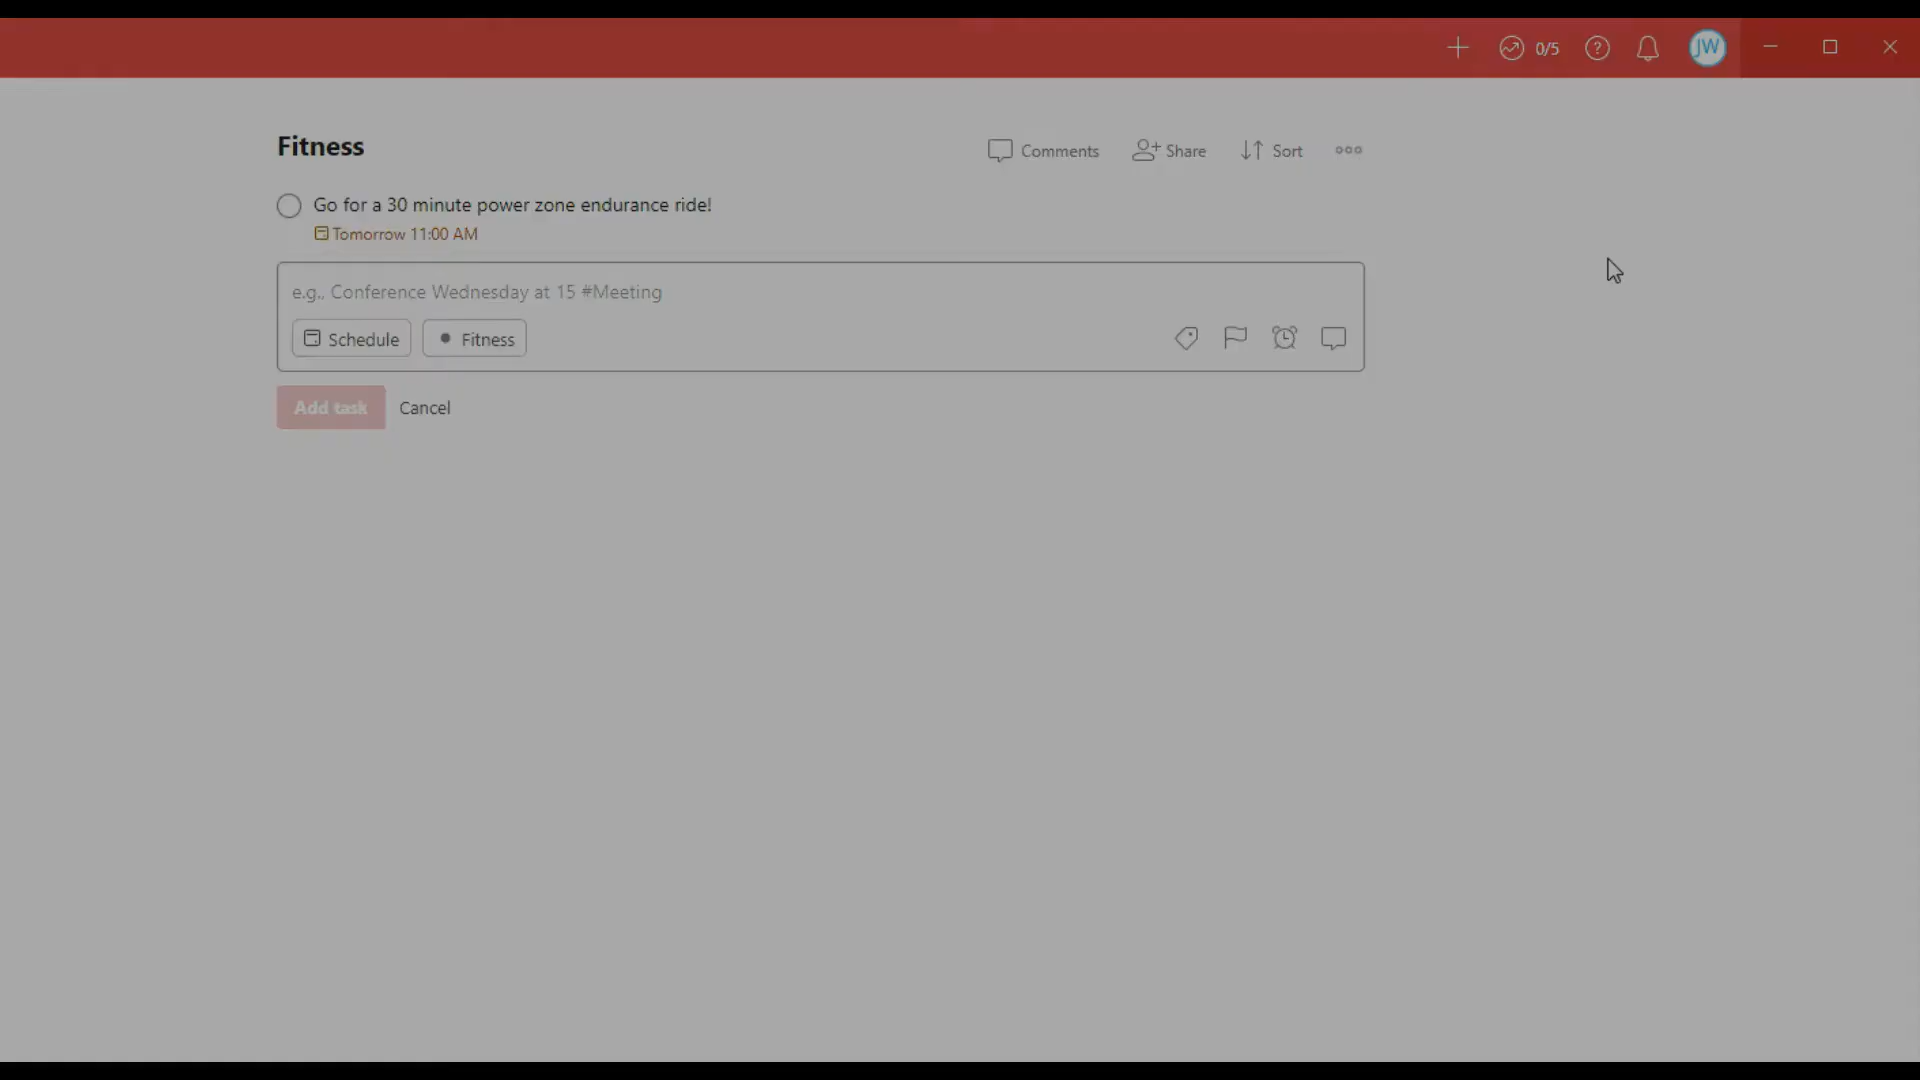 0/5
JW
Fitness
Comments
Share
Sort
Go for a 30 minute power zone endurance ride!
Tomorrow 11:00 AM
e.g., Conference Wednesday at 15 #Meeting
Schedule
Fitness
Add task
Cancel